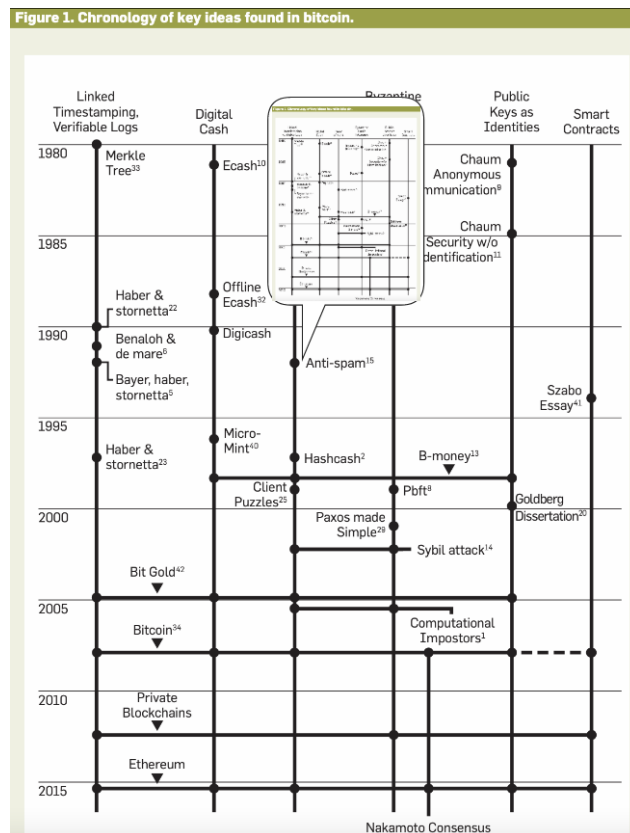 Figure 1. Chronology of key ideas found in bitcoin.
Linked
Timestamping,
Verifiable Logs
Digital
Cash
Byzantine
Public
Keys as
Identities
Smart
Contracts
1980
Merkle
Tree33
Ecash10
Chaum
Anonymous
mmunication9
1985
Chaum
Security w/o
dentification11
Haber &
stornetta22
Offline
Ecash32
1990
Benaloh &
de mare6
Digicash
Bayer, haber,
stornetta5
Anti-spam15
Szabo
Essay41
1995
Haber &
stornetta23
Micro-
Mint40
Hashcash2
B-money13
Client
Puzzles25
Pbft8
Goldberg
Dissertation20
2000
Paxos made
Simple29
Sybil attack14
Bit Gold42
2005
Computational
Impostors1
Bitcoin34
2010
Private
Blockchains
Ethereum
2015
Nakamoto Consensus